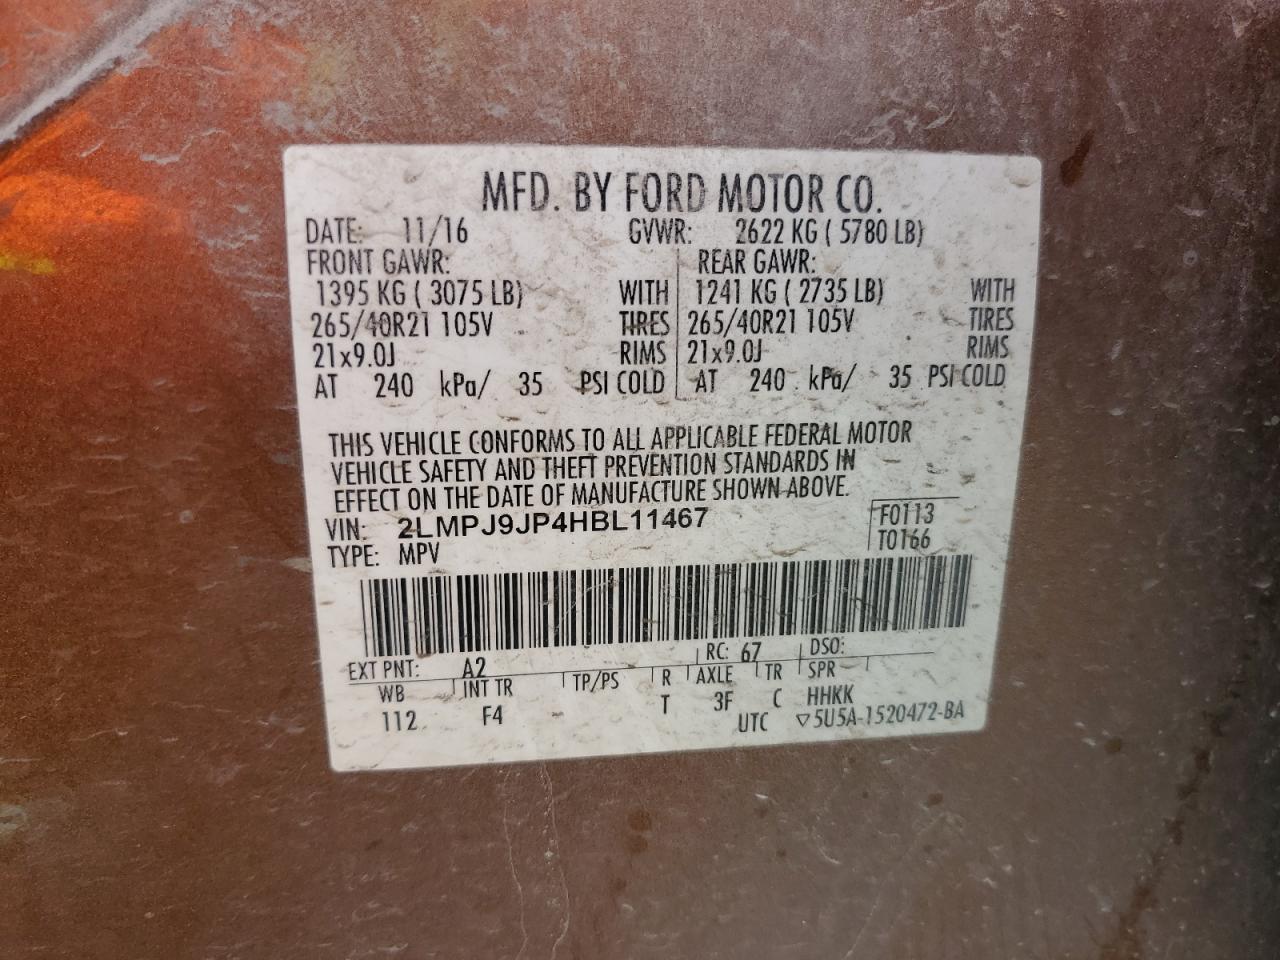 MFD. BY FORD MOTOR CO.
DATE: 11/16 GVWR: 2622 KG ( 5780 LB)
FRONT GAWR: REAR GAWR:
1395 KG ( 3075 LB) WITH 1241 KG ( 2735 LB) WITH
265/40R21 105V TIRES 265/40R21 105V TIRES
21x9.0J RIMS 21x9.0J RIMS
AT 240 kPa/ 35 PSI COLD AT 240 kPa/ 35 PSI COLD
THIS VEHICLE CONFORMS TO ALL APPLICABLE FEDERAL MOTOR
VEHICLE SAFETY AND THEFT PREVENTION STANDARDS IN
EFFECT ON THE DATE OF MANUFACTURE SHOWN ABOVE.
VIN: 2LMPJ9JP4HBL11467 F0113
TYPE: MPV T0166
EXT PNT: A2 RC: 67 DSO:
WB INT TR TP/PS R AXLE TR SPR
112 F4 T 3F C HHKK
UTC ▽5U5A-1520472-BA